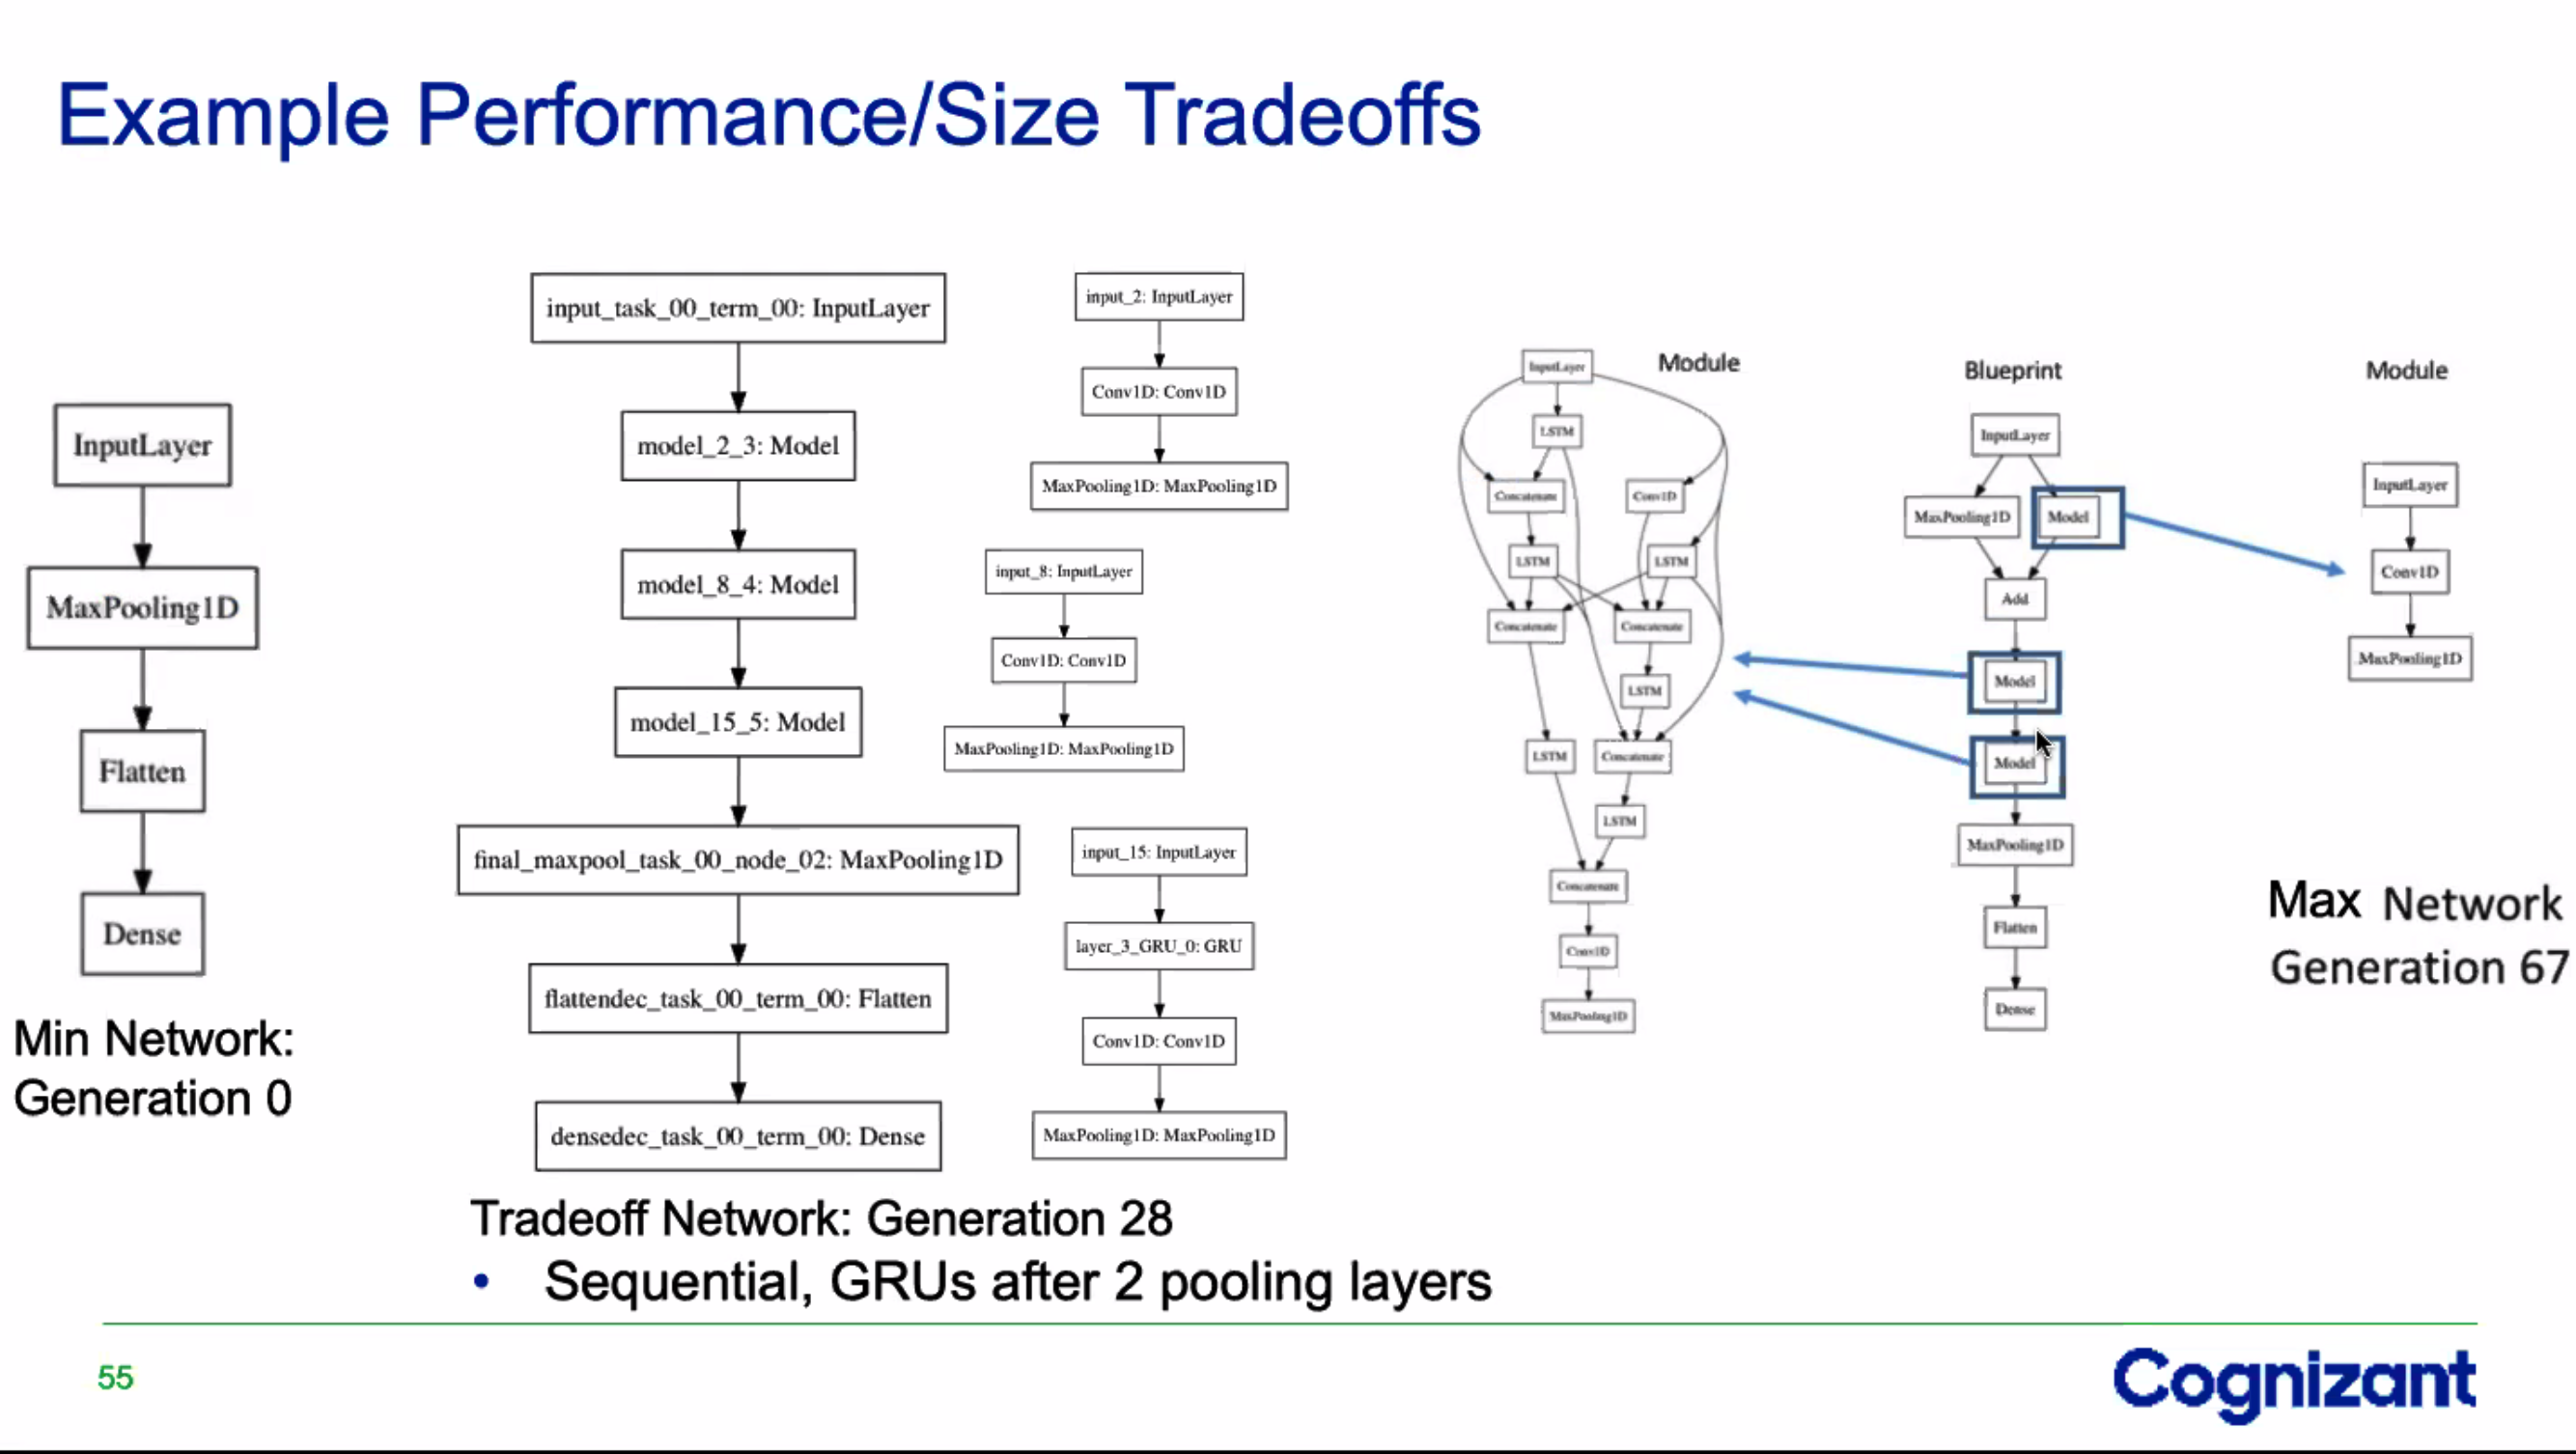 Example Performance/Size Tradeoffs
InputLayer
MaxPooling1D
Flatten
Dense
Min Network:
Generation 0
input_task_00_term_00: InputLayer
model_2_3: Model
model_8_4: Model
model_15_5: Model
final_maxpool_task_00_node_02: MaxPooling1D
flattendec_task_00_term_00: Flatten
densedec_task_00_term_00: Dense
input_2: InputLayer
Conv1D: Conv1D
MaxPooling1D: MaxPooling1D
input_8: InputLayer
Conv1D: Conv1D
MaxPooling1D: MaxPooling1D
input_15: InputLayer
layer_3_GRU_0: GRU
Conv1D: Conv1D
MaxPooling1D: MaxPooling1D
Tradeoff Network: Generation 28
• Sequential, GRUs after 2 pooling layers
Module
InputLayer
LSTM
Concatenate
Conv1D
LSTM
LSTM
Concatenate
Concatenate
LSTM
LSTM
Concatenate
LSTM
Concatenate
Conv1D
MaxPooling1D
Blueprint
InputLayer
MaxPooling1D
Model
Add
Model
Model
MaxPooling1D
Flatten
Dense
Module
InputLayer
Conv1D
MaxPooling1D
Max Network
Generation 67
55
Cognizant